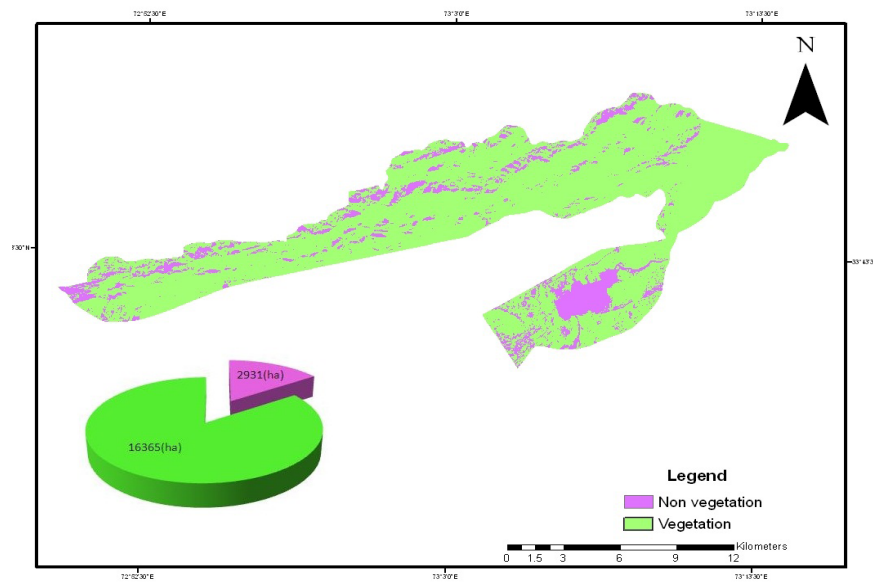 72°52'30"E 73°3'0"E 73°13'30"E
N
2931(ha)
16365(ha)
Legend
Non vegetation
Vegetation
Kilometers
0 1.5 3 6 9 12
72°52'30"E 73°3'0"E 73°13'30"E